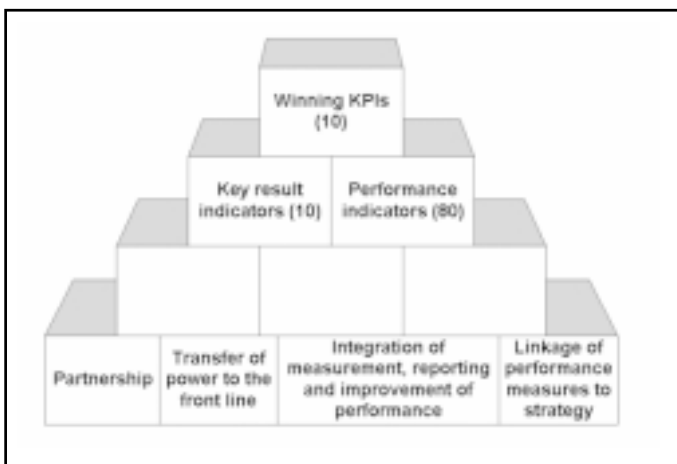 Winning KPIs
(10)
Key result
indicators (10)
Performance
indicators (80)
Partnership
Transfer of
power to the
front line
Integration of
measurement, reporting
and improvement of
performance
Linkage of
performance
measures to
strategy